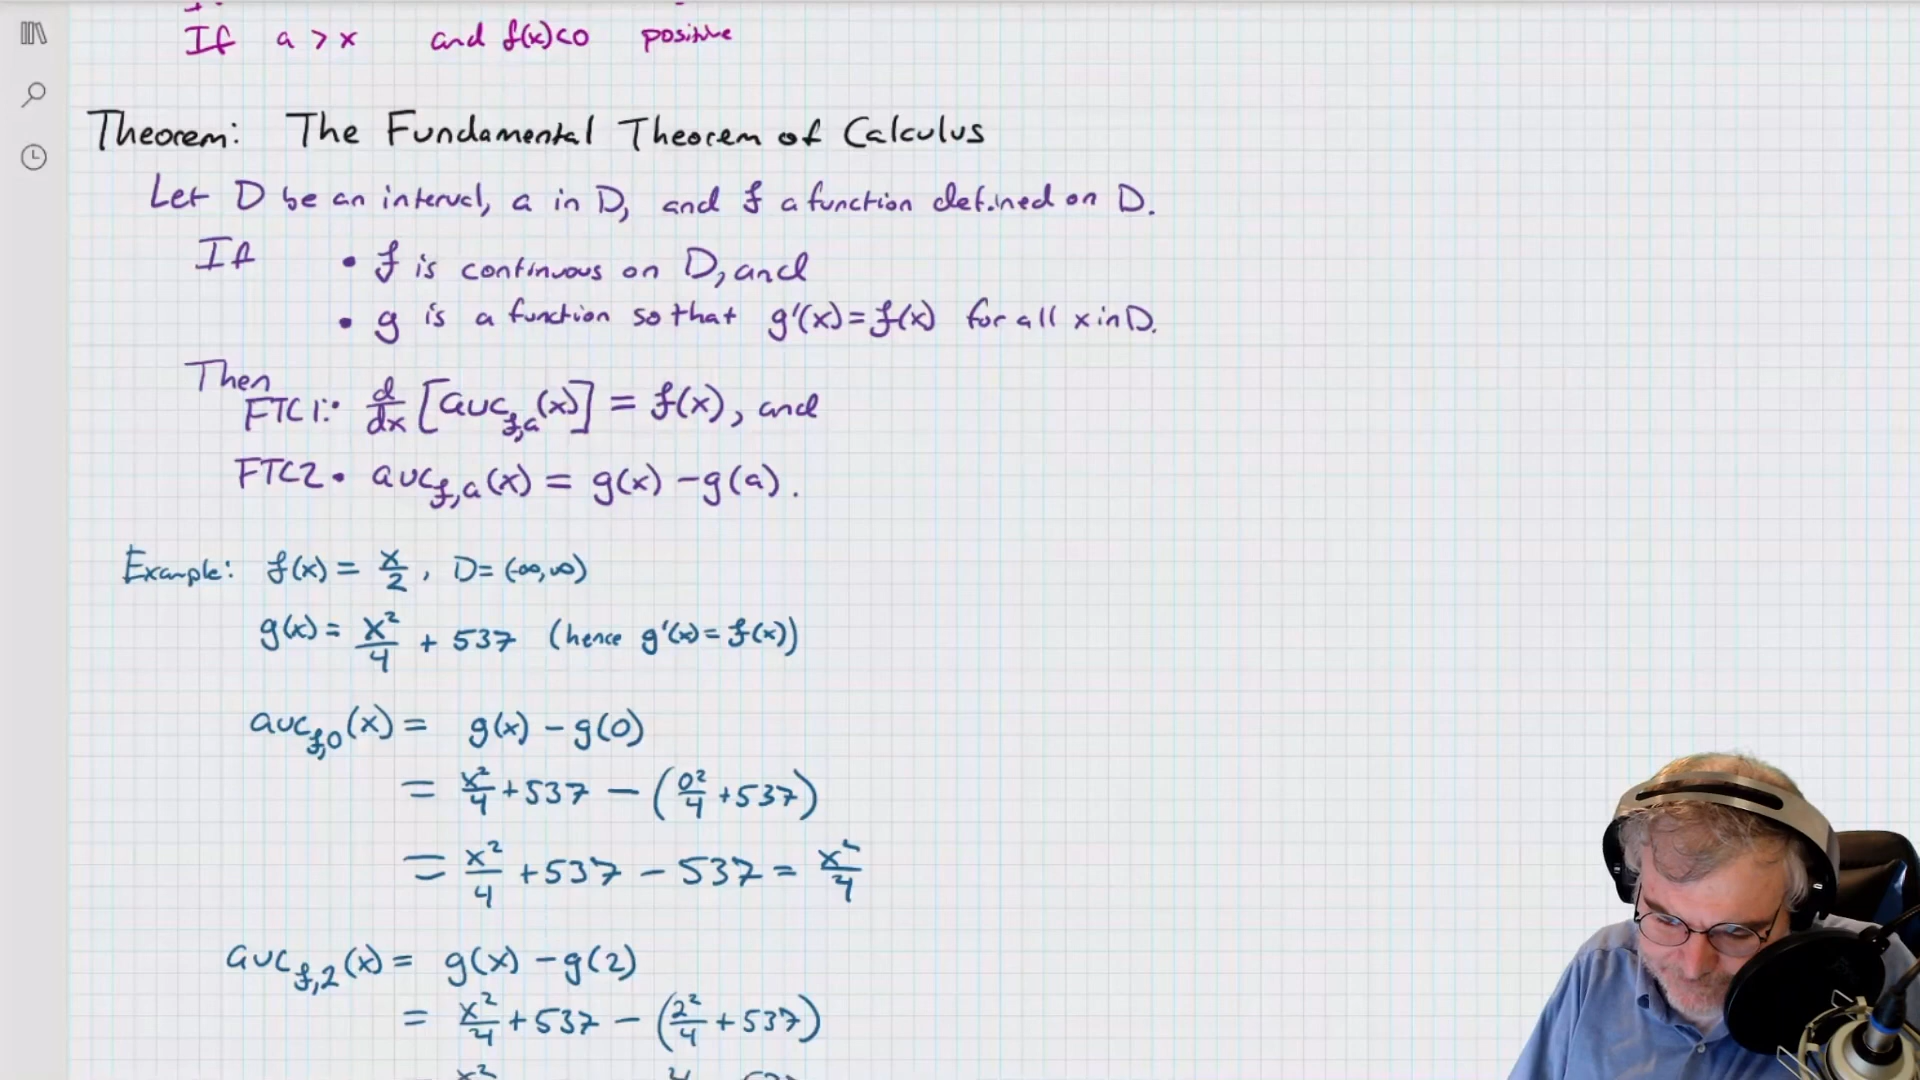 If a > x and f(x)<0 positive
Theorem: The Fundamental Theorem of Calculus
Let D be an interval, a in D, and f a function defined on D.
If • f is continuous on D, and
• g is a function so that g'(x)=f(x) for all x in D.
Then
FTC1: • d/dx [auc_f,a(x)] = f(x), and
FTC2 • auc_f,a(x) = g(x) - g(a).
Example: f(x) = x/2, D = (-∞,∞)
g(x) = x²/4 + 537 (hence g'(x) = f(x))
auc_f,0(x) = g(x) - g(0)
= x²/4 + 537 - (0²/4 + 537)
= x²/4 + 537 - 537 = x²/4
auc_f,2(x) = g(x) - g(2)
= x²/4 + 537 - (2²/4 + 537)